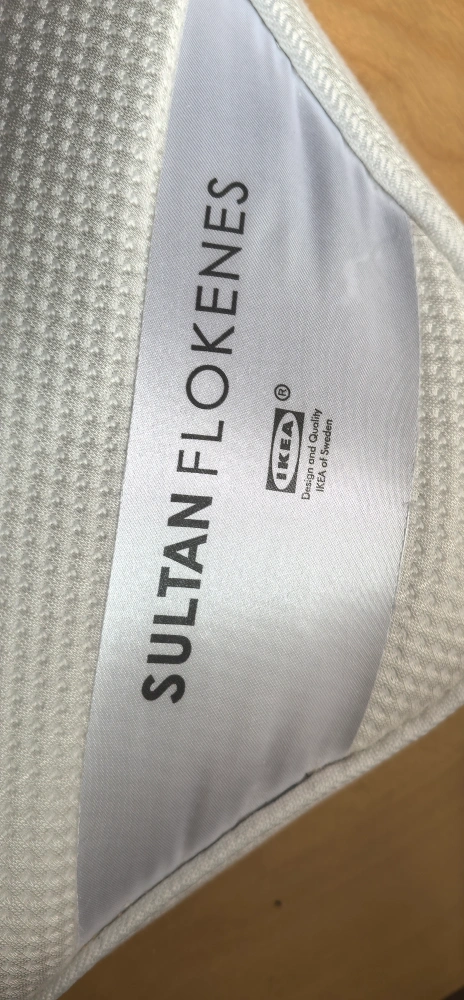 SULTAN FLOKENES
IKEA®
Design and Quality
IKEA of Sweden